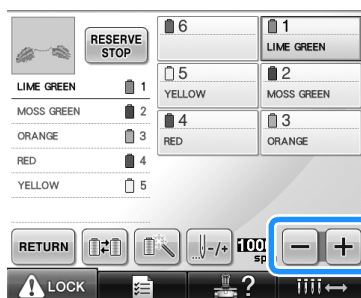 RESERVE
STOP
LIME GREEN 1
MOSS GREEN 2
ORANGE 3
RED 4
YELLOW 5
6
1
LIME GREEN
5
YELLOW
2
MOSS GREEN
4
RED
3
ORANGE
RETURN
-/+
- +
LOCK
?